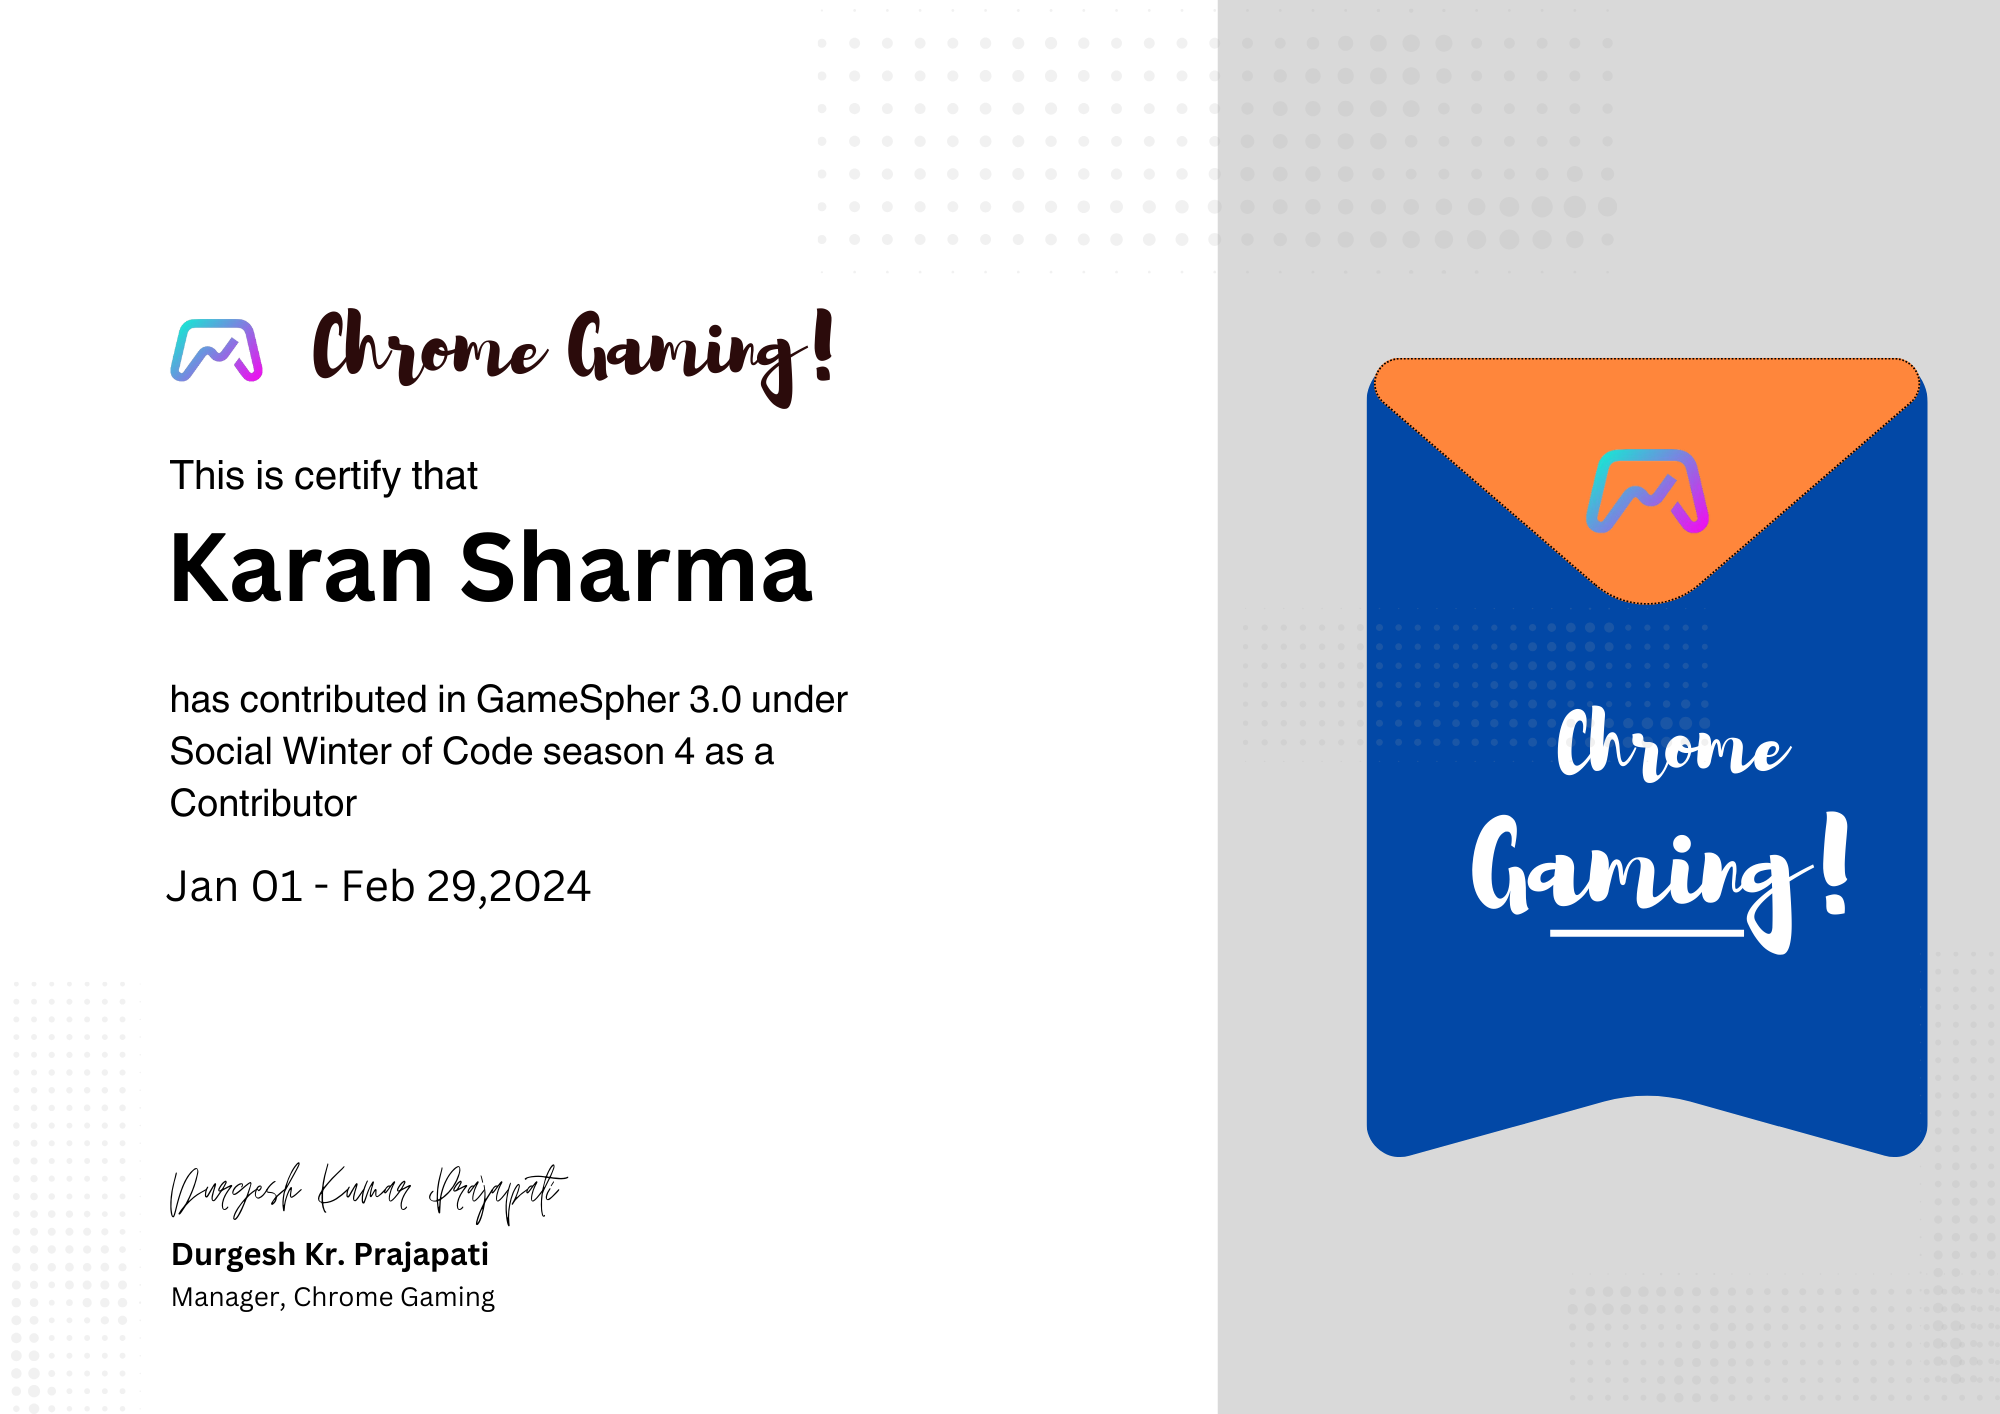 Chrome Gaming!
This is certify that
Karan Sharma
has contributed in GameSpher 3.0 under
Social Winter of Code season 4 as a
Contributor
Jan 01 - Feb 29,2024
Durgesh Kumar Prajapati
Durgesh Kr. Prajapati
Manager, Chrome Gaming
Chrome
Gaming!